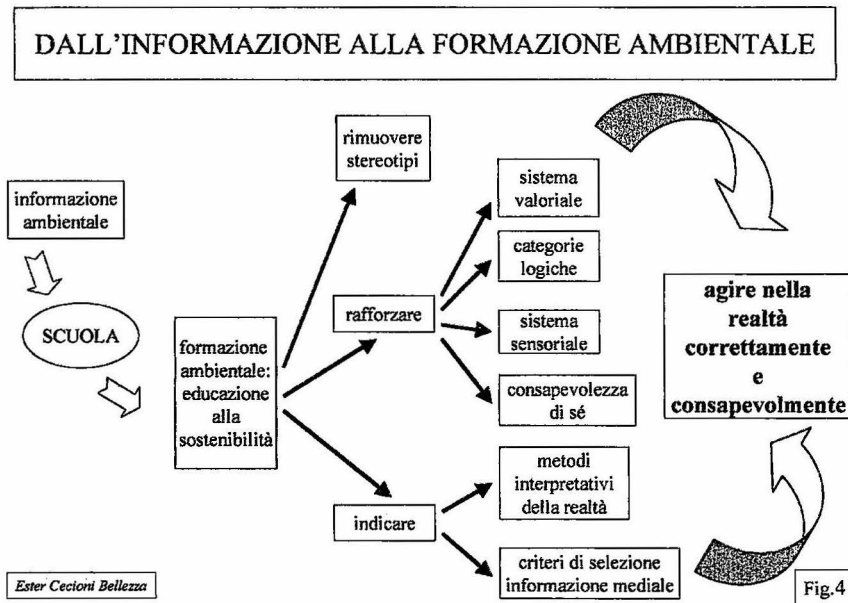 DALL'INFORMAZIONE ALLA FORMAZIONE AMBIENTALE
informazione
ambientale
SCUOLA
formazione
ambientale:
educazione
alla
sostenibilità
rimuovere
stereotipi
rafforzare
indicare
sistema
valoriale
categorie
logiche
sistema
sensoriale
consapevolezza
di sé
metodi
interpretativi
della realtà
criteri di selezione
informazione mediale
agire nella
realtà
correttamente
e
consapevolmente
Ester Cecioni Bellezza
Fig.4